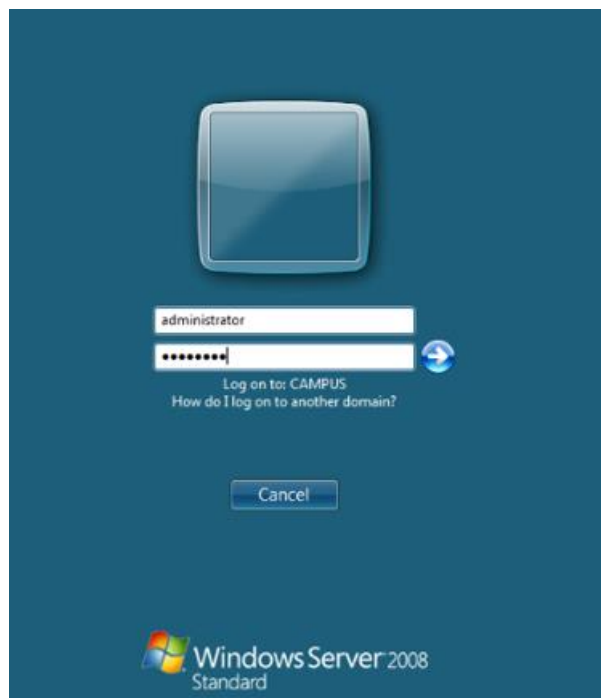 administrator
••••••••
Log on to: CAMPUS
How do I log on to another domain?
Cancel
Windows Server 2008
Standard